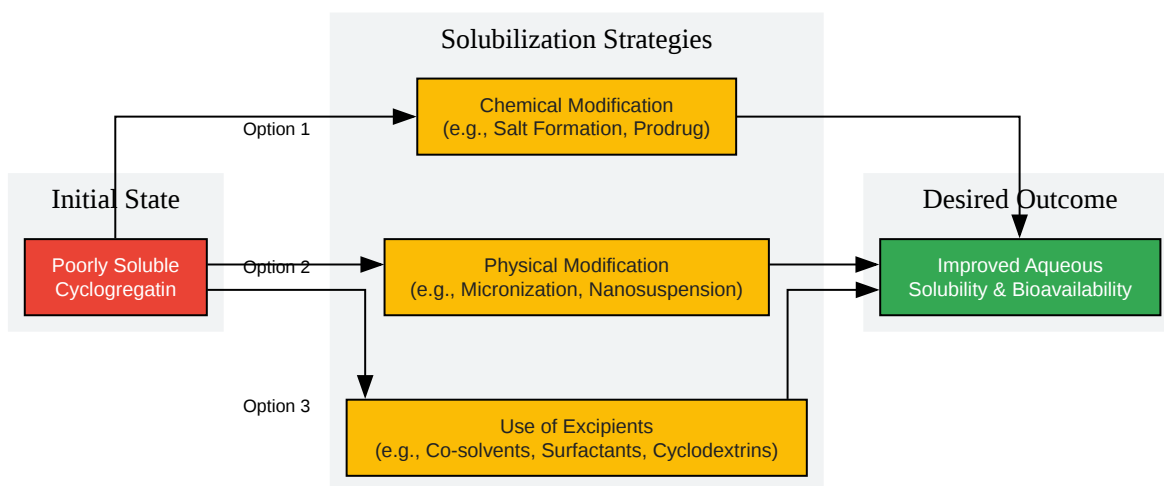 Solubilization Strategies
Chemical Modification
(e.g., Salt Formation, Prodrug)
Option 1
Initial State
Desired Outcome
Poorly Soluble
Cyclogregatin
Option 2
Physical Modification
(e.g., Micronization, Nanosuspension)
Improved Aqueous
Solubility & Bioavailability
Option 3
Use of Excipients
(e.g., Co-solvents, Surfactants, Cyclodextrins)